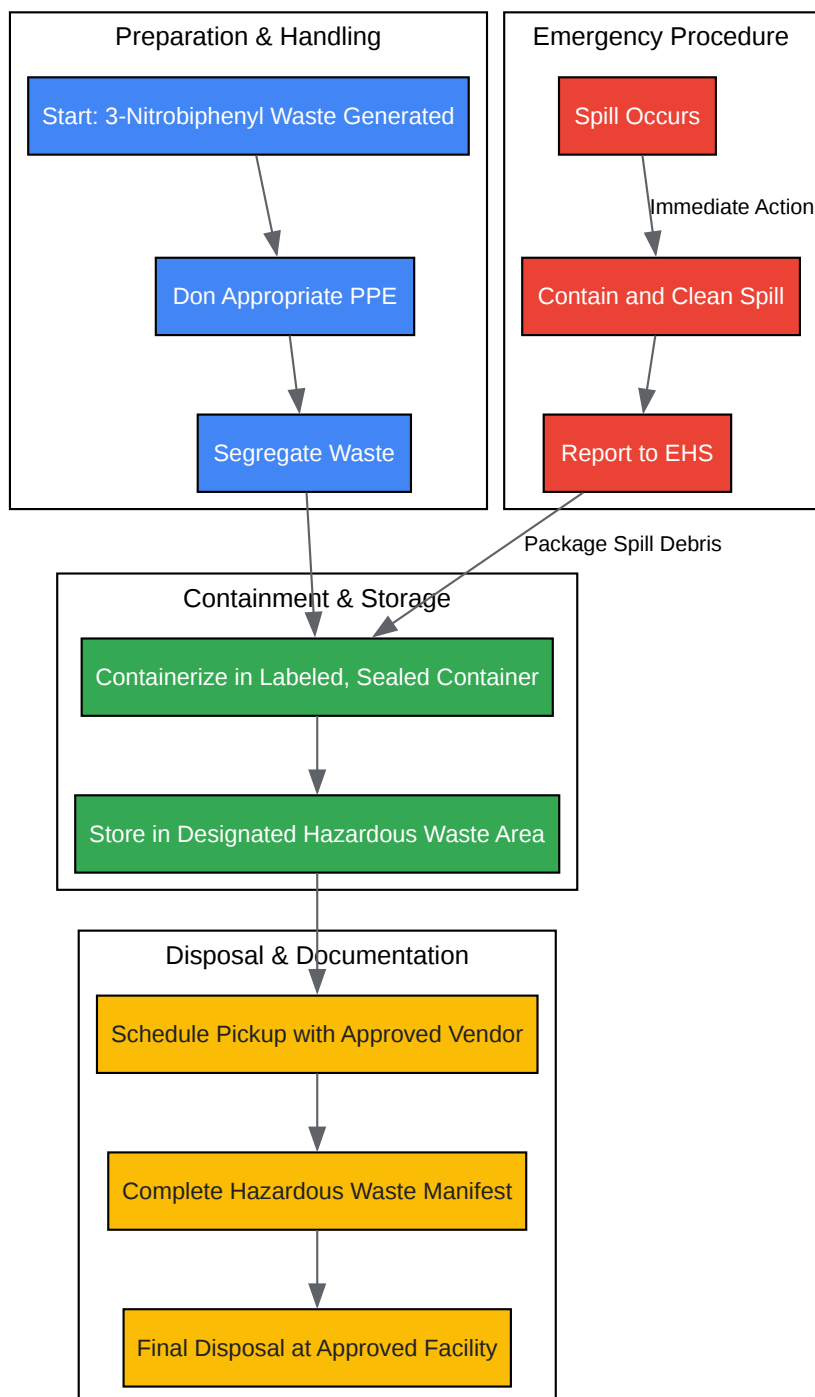 Preparation & Handling
Start: 3-Nitrobiphenyl Waste Generated
Don Appropriate PPE
Segregate Waste
Emergency Procedure
Spill Occurs
Immediate Action
Contain and Clean Spill
Report to EHS
Package Spill Debris
Containment & Storage
Containerize in Labeled, Sealed Container
Store in Designated Hazardous Waste Area
Disposal & Documentation
Schedule Pickup with Approved Vendor
Complete Hazardous Waste Manifest
Final Disposal at Approved Facility